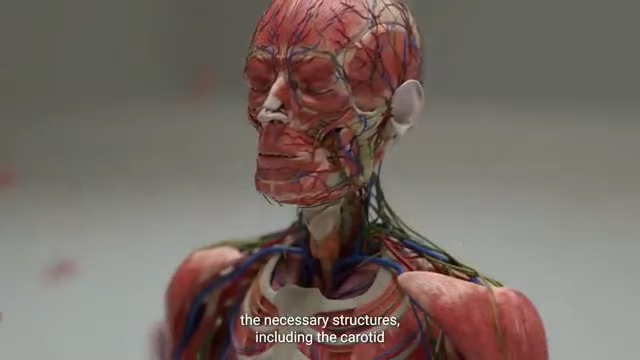 the necessary structures,
including the carotid